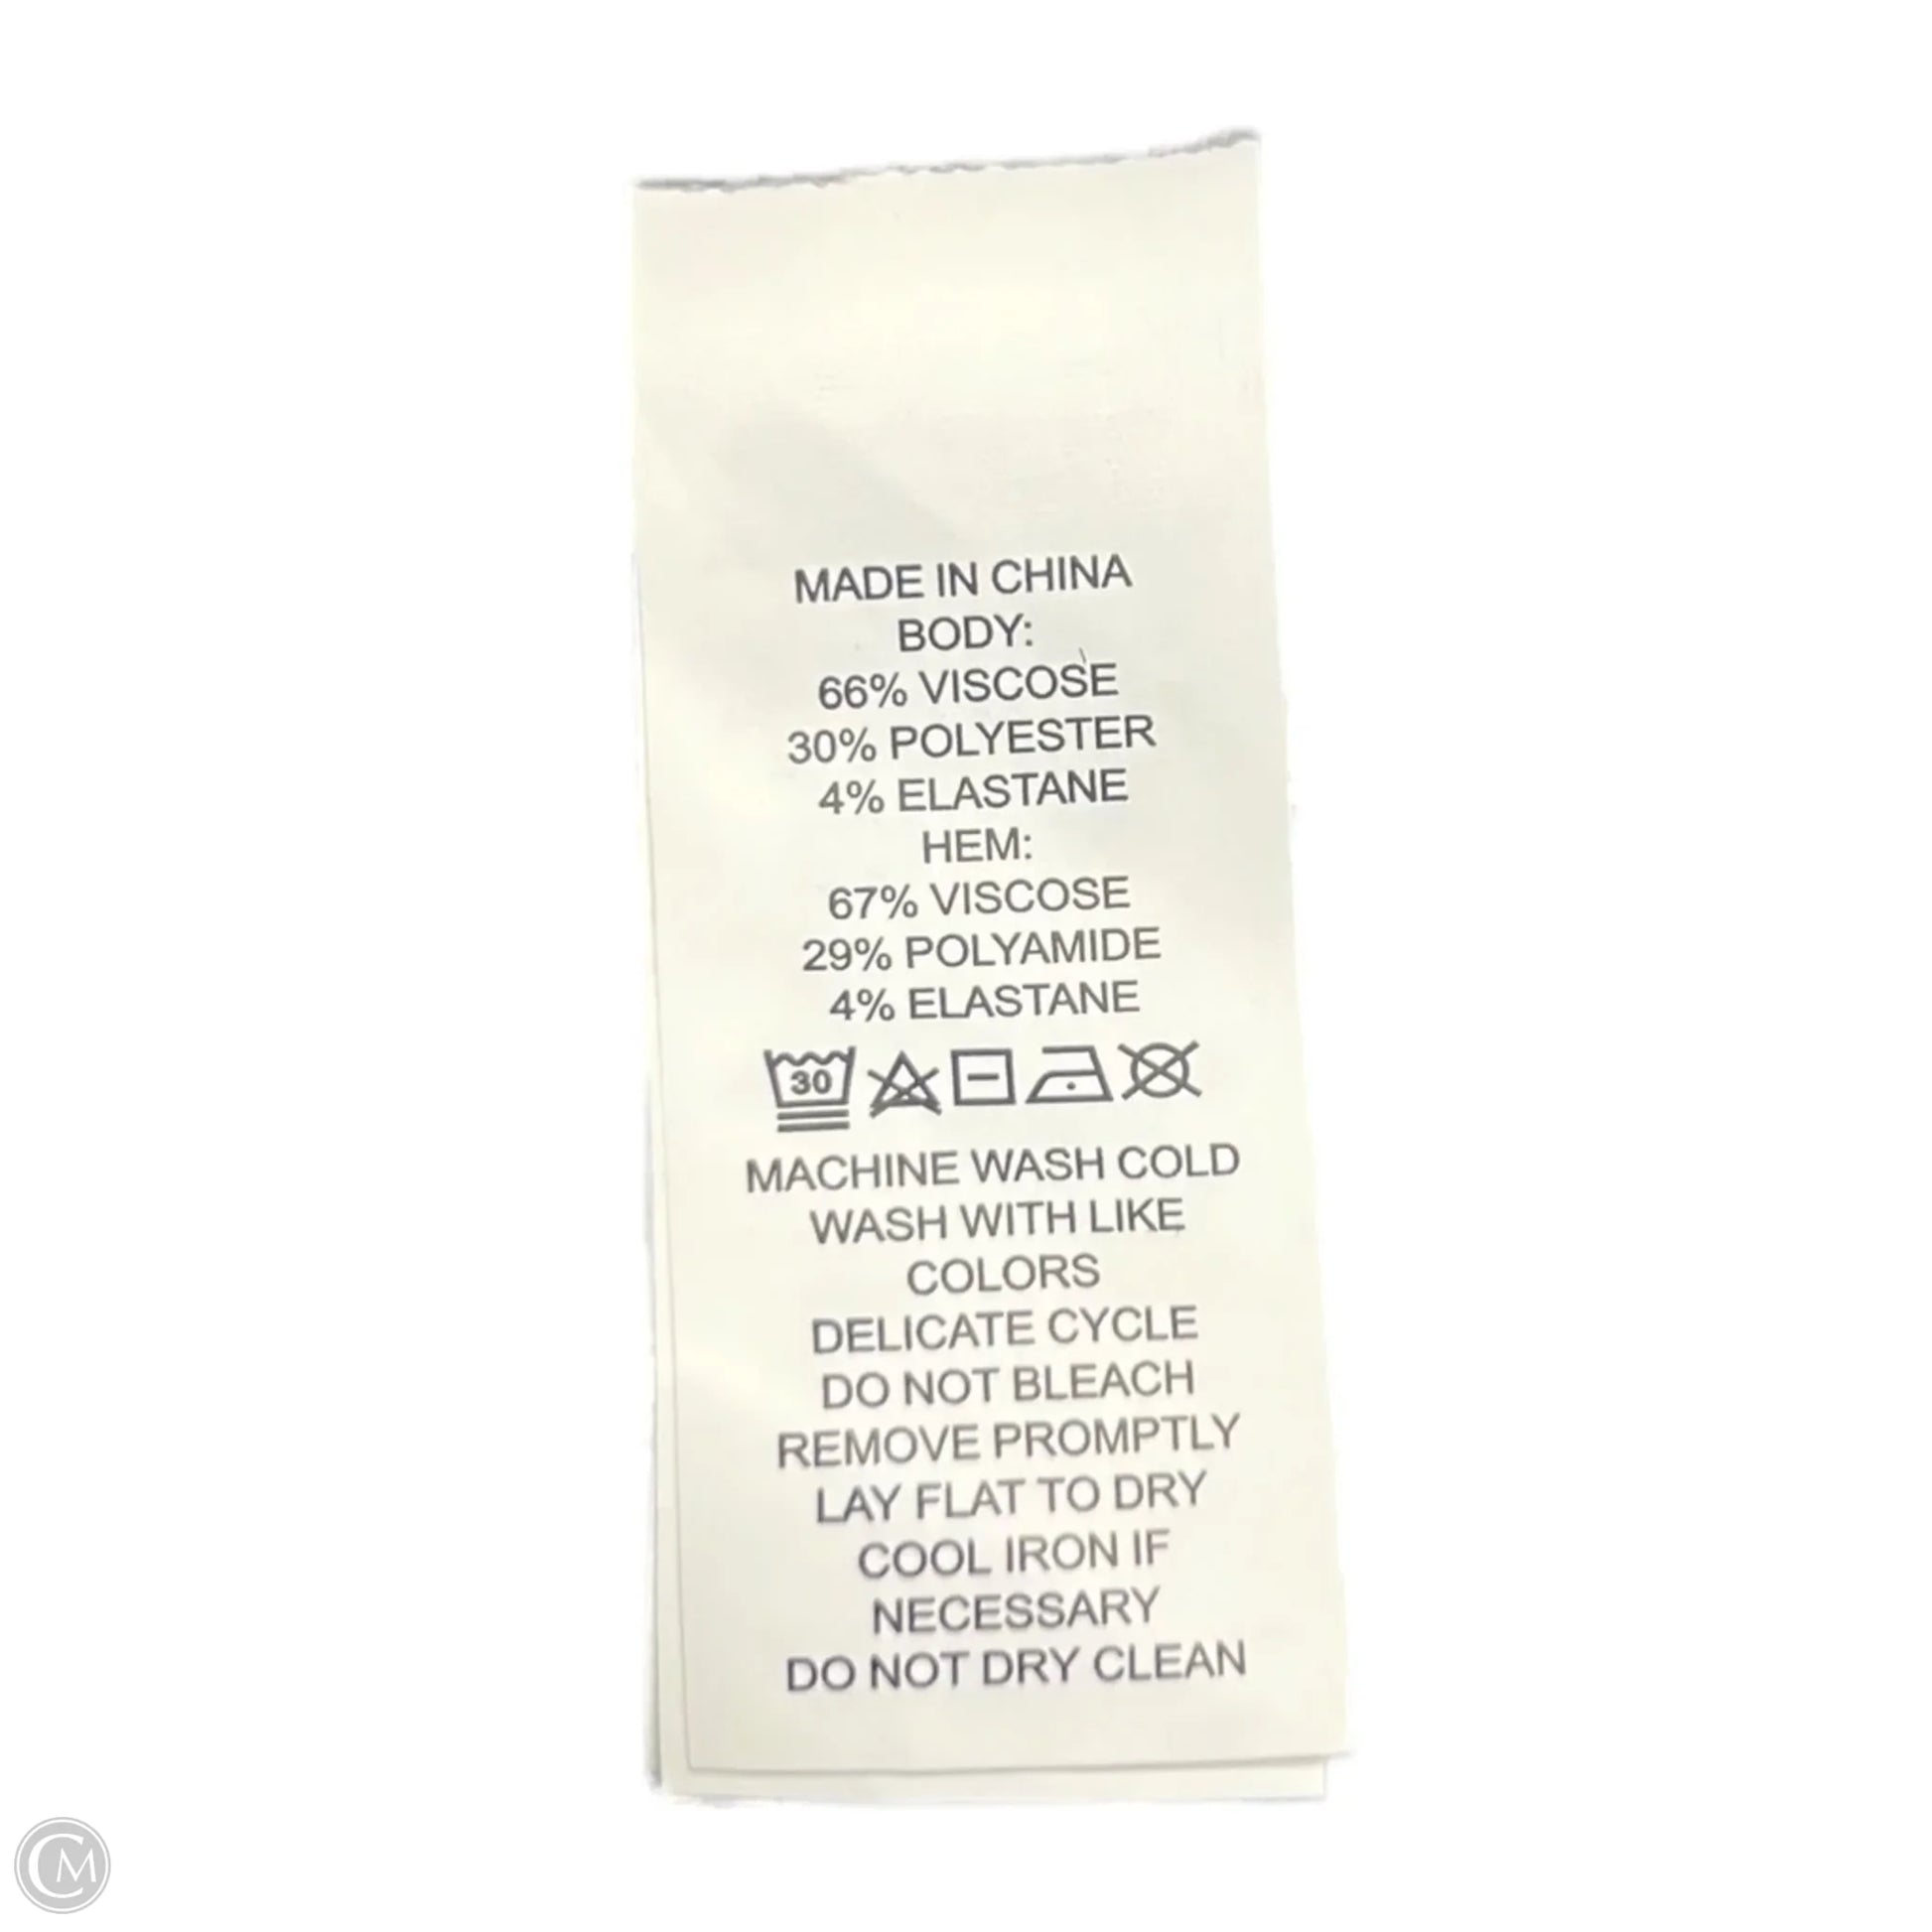 MADE IN CHINA
BODY:
66% VISCOSE
30% POLYESTER
4% ELASTANE
HEM:
67% VISCOSE
29% POLYAMIDE
4% ELASTANE
30
MACHINE WASH COLD
WASH WITH LIKE
COLORS
DELICATE CYCLE
DO NOT BLEACH
REMOVE PROMPTLY
LAY FLAT TO DRY
COOL IRON IF
NECESSARY
DO NOT DRY CLEAN
CM